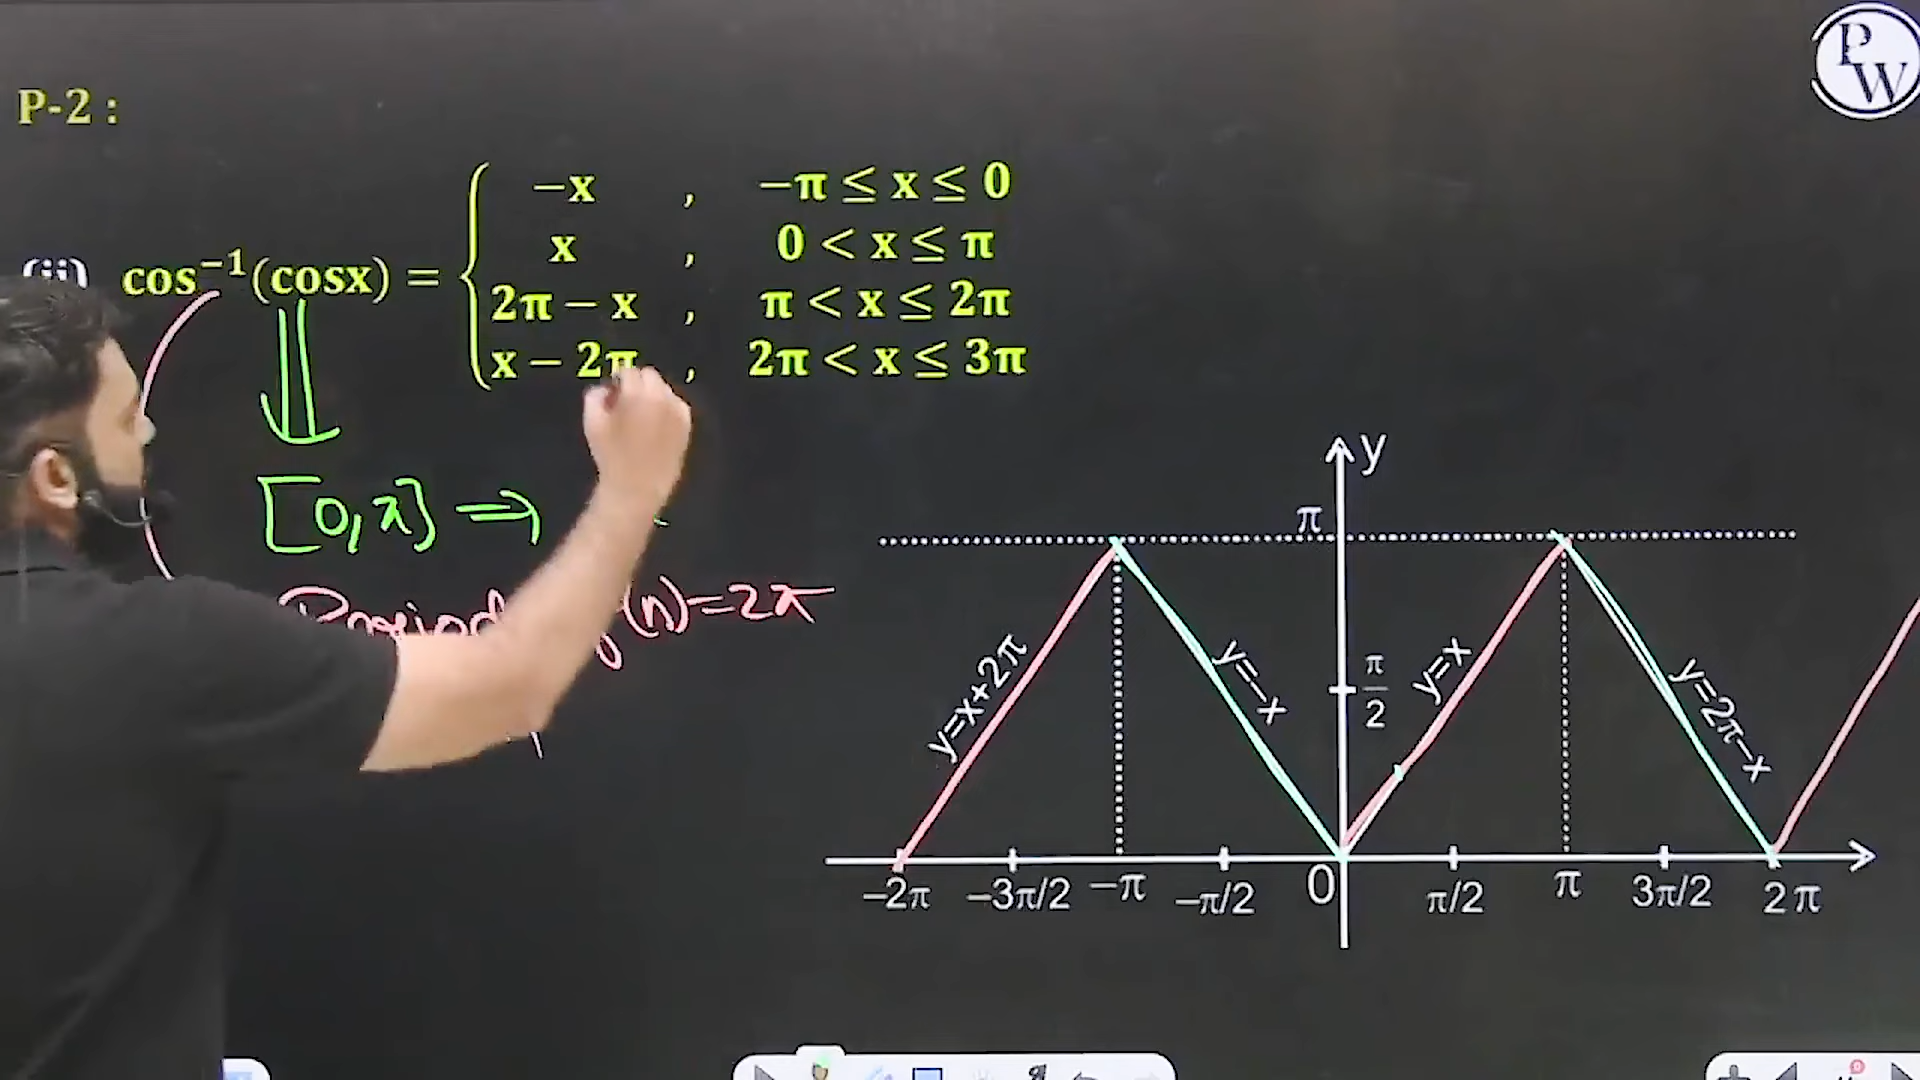 P
W
P-2 :
(ii) cos⁻¹(cosx) =
−x , −π ≤ x ≤ 0
x , 0 < x ≤ π
2π − x , π < x ≤ 2π
x − 2π , 2π < x ≤ 3π
[0,π] ⇒
(n)=2π
y
π
π/2
y=x+2π
y=−x
y=x
y=2π−x
−2π −3π/2 −π −π/2 0 π/2 π 3π/2 2π